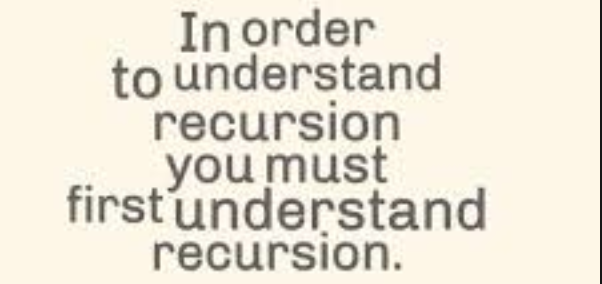 In order
to understand
recursion
you must
first understand
recursion.